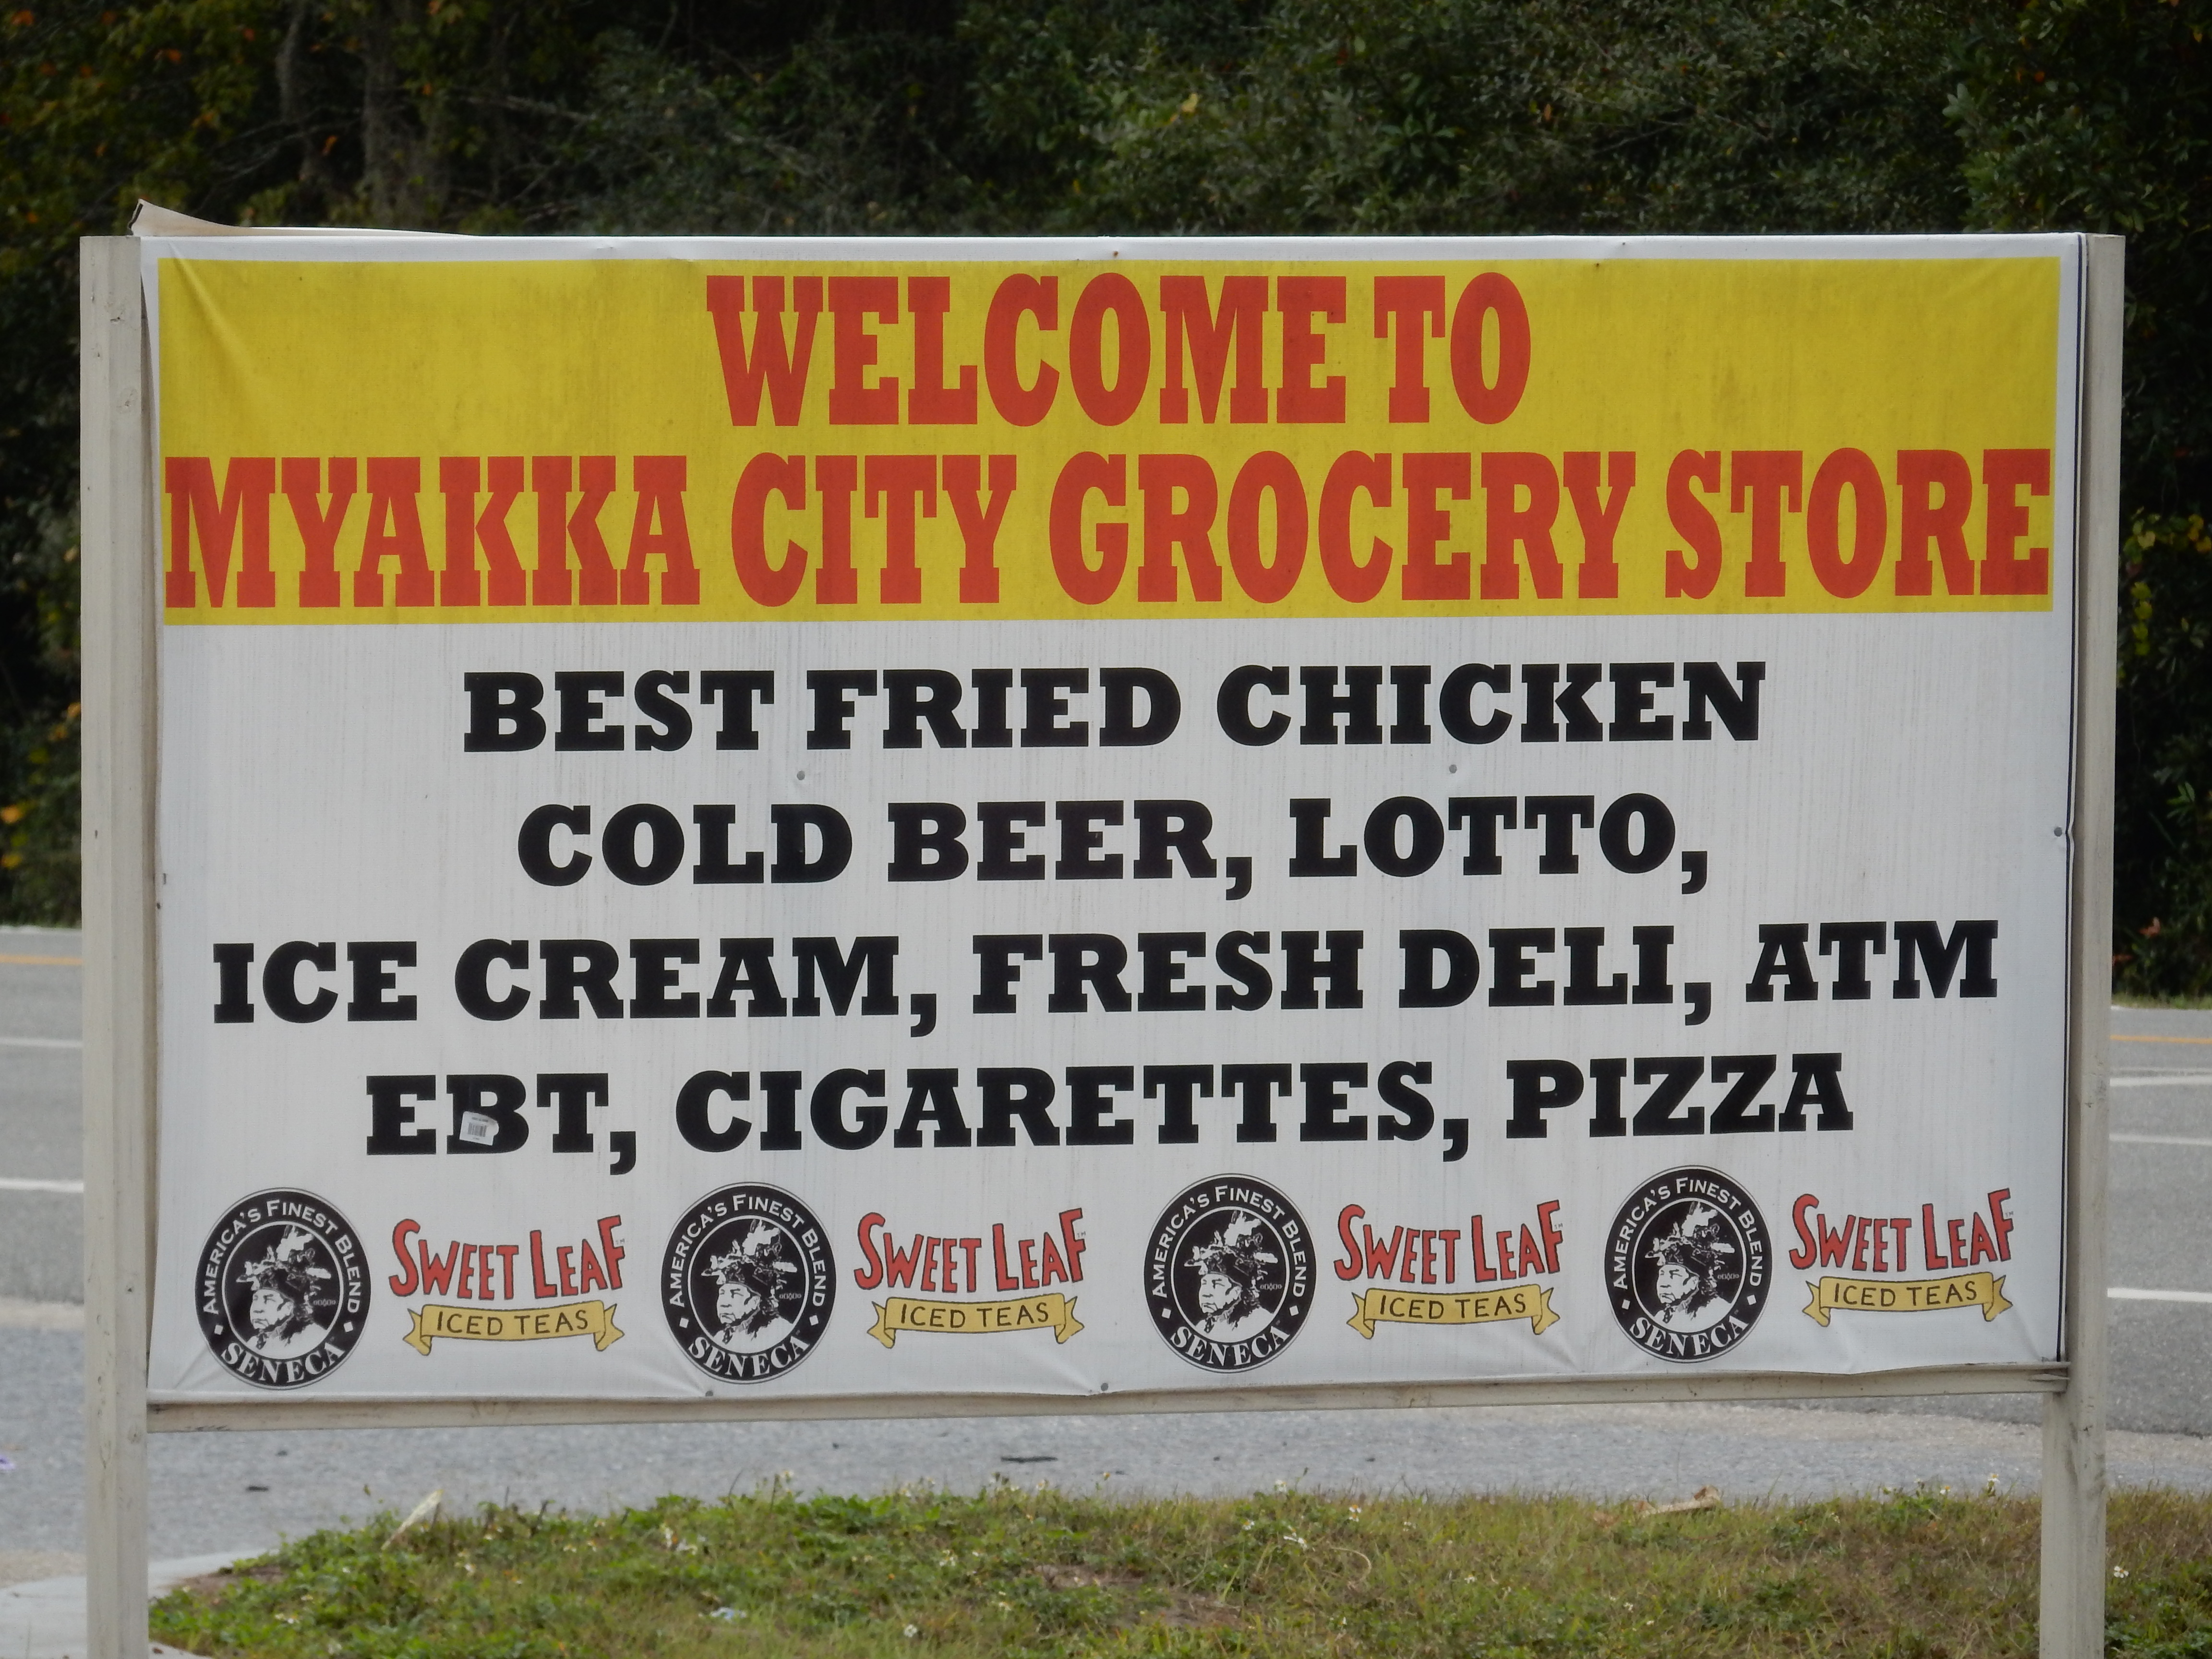 WELCOME TO
MYAKKA CITY GROCERY STORE
BEST FRIED CHICKEN
COLD BEER, LOTTO,
ICE CREAM, FRESH DELI, ATM
EBT, CIGARETTES, PIZZA
AMERICA'S FINEST BLEND
SENECA
SWEET LEAF
ICED TEAS
AMERICA'S FINEST BLEND
SENECA
SWEET LEAF
ICED TEAS
AMERICA'S FINEST BLEND
SENECA
SWEET LEAF
ICED TEAS
AMERICA'S FINEST BLEND
SENECA
SWEET LEAF
ICED TEAS